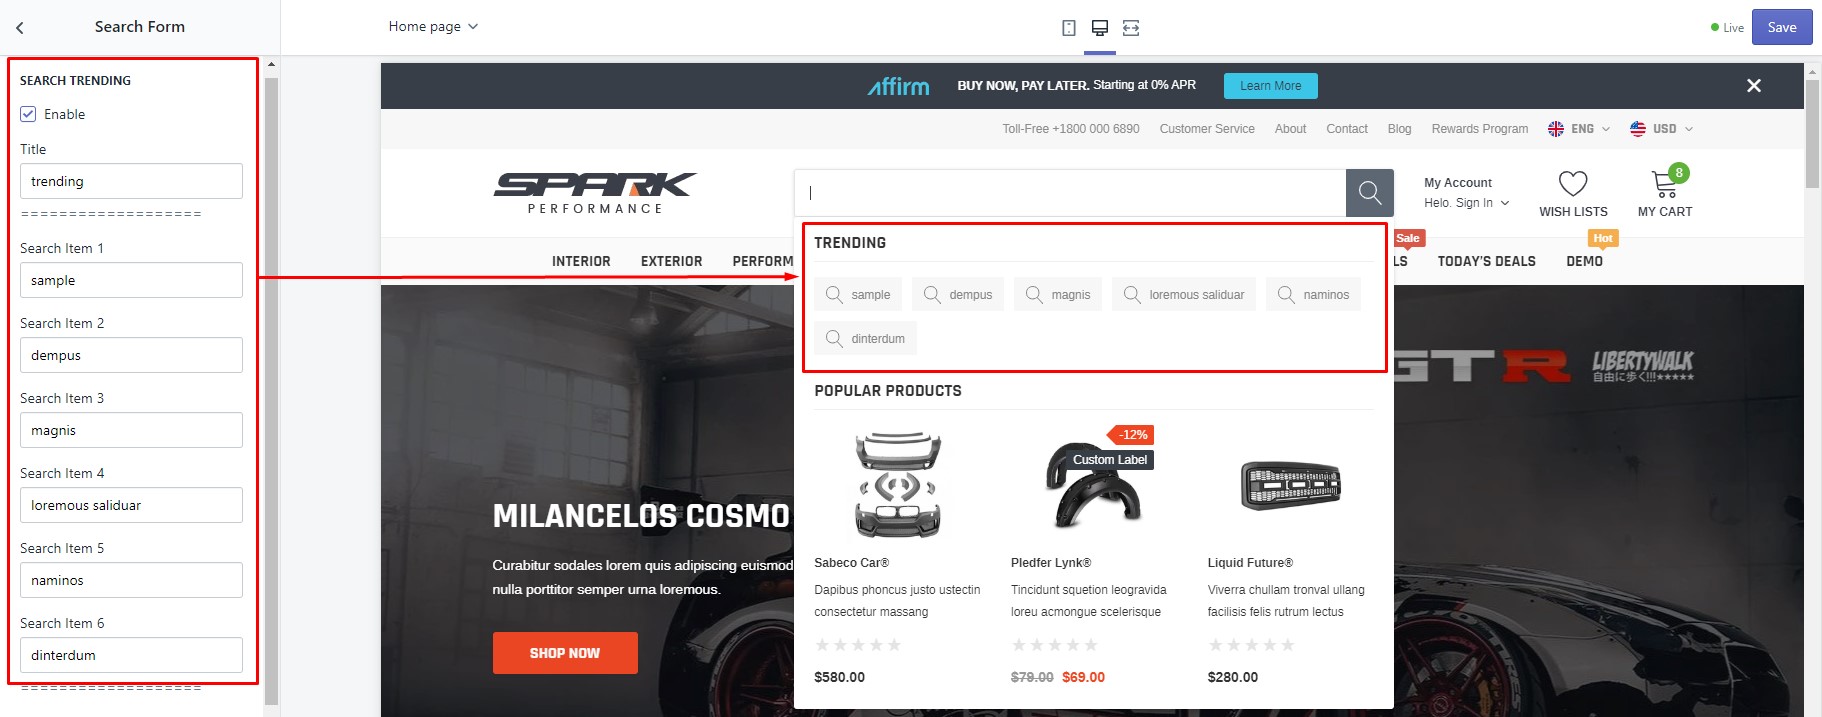 Search Form
Home page
Live
Save
SEARCH TRENDING
Enable
Title
trending
===================
Search Item 1
sample
Search Item 2
dempus
Search Item 3
magnis
Search Item 4
loremous saliduar
Search Item 5
naminos
Search Item 6
dinterdum
===================
affirm BUY NOW, PAY LATER. Starting at 0% APR Learn More
Toll-Free +1800 000 6890 Customer Service About Contact Blog Rewards Program ENG USD
SPARK
PERFORMANCE
My Account
Helo. Sign In
WISH LISTS
8
MY CART
INTERIOR EXTERIOR PERFORM
Sale
Hot
LS TODAY'S DEALS DEMO
TRENDING
sample dempus magnis loremous saliduar naminos
dinterdum
POPULAR PRODUCTS
-12%
Custom Label
Sabeco Car®
Dapibus phoncus justo ustectin
consectetur massang
$580.00
Pledfer Lynk®
Tincidunt squetion leogravida
loreu acmongue scelerisque
$79.00 $69.00
Liquid Future®
Viverra chullam tronval ullang
facilisis felis rutrum lectus
$280.00
MILANCELOS COSMO
Curabitur sodales lorem quis adipiscing euismod
nulla porttitor semper urna loremous.
SHOP NOW
GTR
LIBERTYWALK
自由に歩く!!!★★★★★